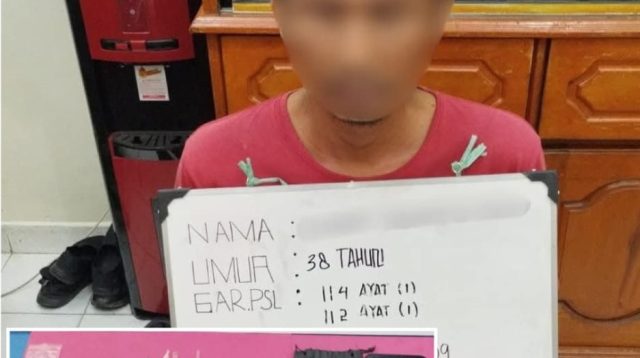 NAMA :
UMUR : 38 TAHUN
GAR.PSL : 114 AYAT (1)
112 AYAT (1)